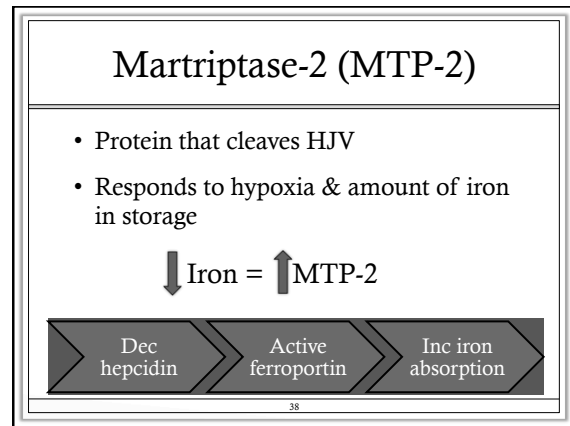 Martriptase-2 (MTP-2)
• Protein that cleaves HJV
• Responds to hypoxia & amount of iron
in storage
Iron = MTP-2
Dec
hepcidin
Active
ferroportin
Inc iron
absorption
38